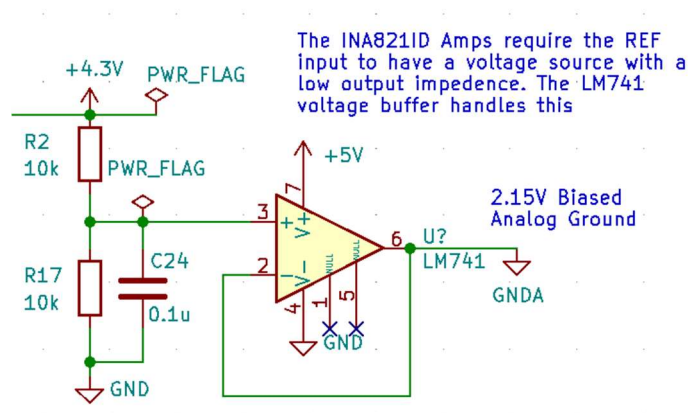 The INA821ID Amps require the REF
input to have a voltage source with a
low output impedence. The LM741
voltage buffer handles this
+4.3V
PWR_FLAG
R2
10k
PWR_FLAG
+5V
7
3
+
V+
2.15V Biased
Analog Ground
6
U?
LM741
2
-
V-
NULL
NULL
C24
0.1u
R17
10k
4
1
5
GNDA
GND
GND